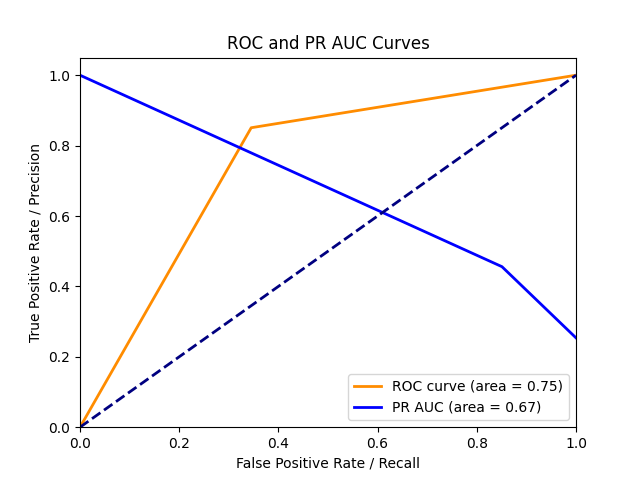 ROC and PR AUC Curves
True Positive Rate / Precision
1.0
0.8
0.6
0.4
0.2
0.0
ROC curve (area = 0.75)
PR AUC (area = 0.67)
0.0 0.2 0.4 0.6 0.8 1.0
False Positive Rate / Recall